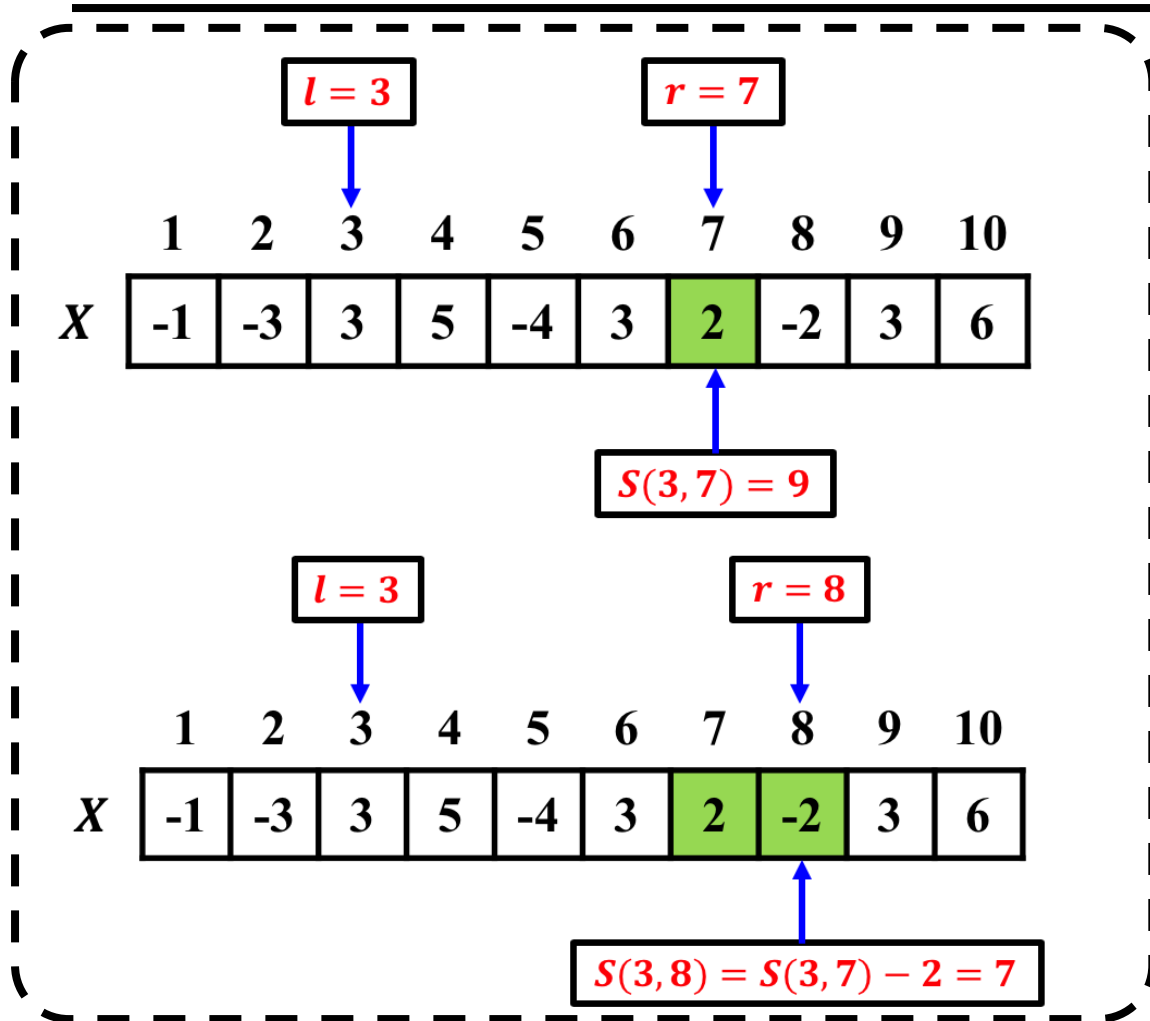 l = 3 r = 7
1 2 3 4 5 6 7 8 9 10
X -1 -3 3 5 -4 3 2 -2 3 6
S(3, 7) = 9
l = 3 r = 8
1 2 3 4 5 6 7 8 9 10
X -1 -3 3 5 -4 3 2 -2 3 6
S(3, 8) = S(3, 7) − 2 = 7